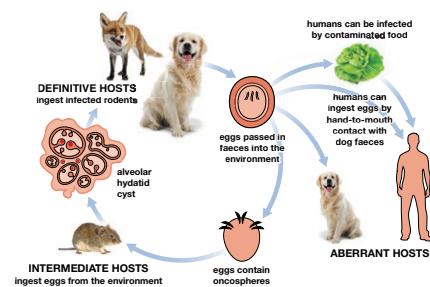 humans can be infected
by contaminated food
DEFINITIVE HOSTS
ingest infected rodents
humans can
ingest eggs by
hand-to-mouth
contact with
dog faeces
eggs passed in
faeces into the
environment
alveolar
hydatid
cyst
ABERRANT HOSTS
INTERMEDIATE HOSTS
ingest eggs from the environment
eggs contain
oncospheres